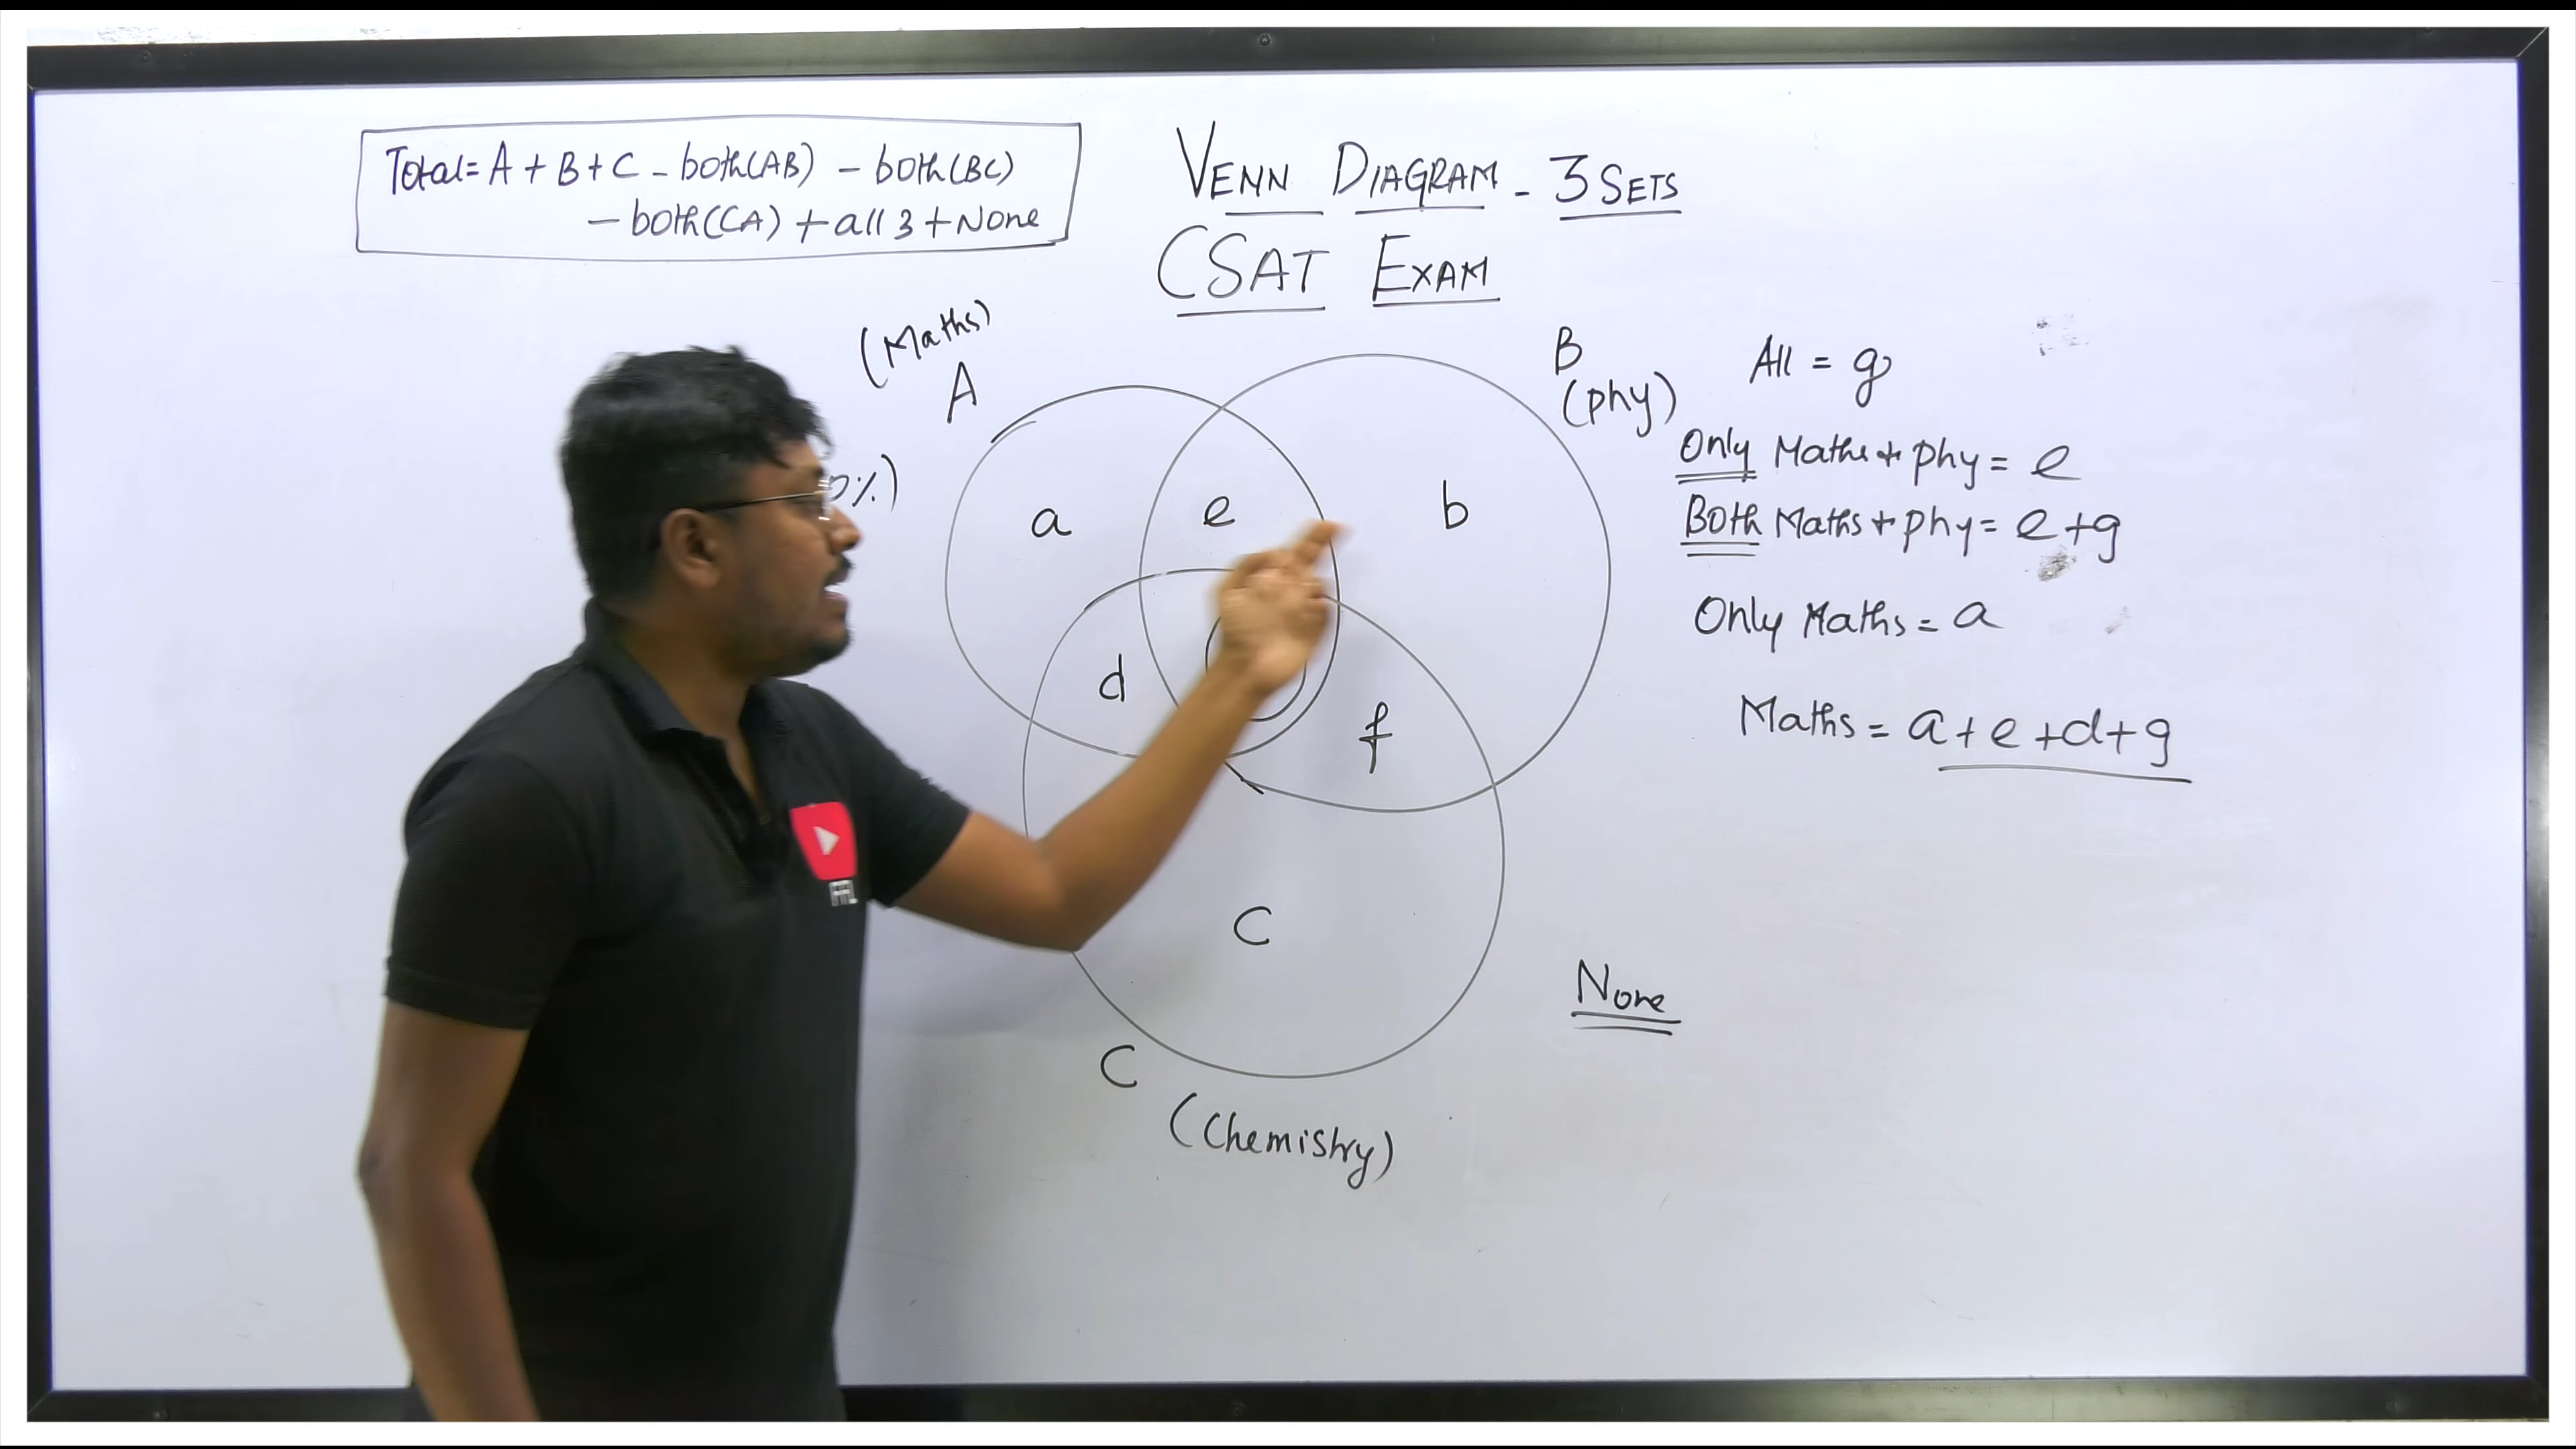 Total = A + B + C - both(AB) - both(BC)
- both(CA) + all 3 + None
VENN DIAGRAM - 3 SETS
CSAT EXAM
(Maths)
A
B
(phy)
%)
a
e
b
d
f
C
C
(Chemistry)
All = g
Only Maths + phy = e
Both Maths + phy = e + g
Only Maths = a
Maths = a + e + d + g
None